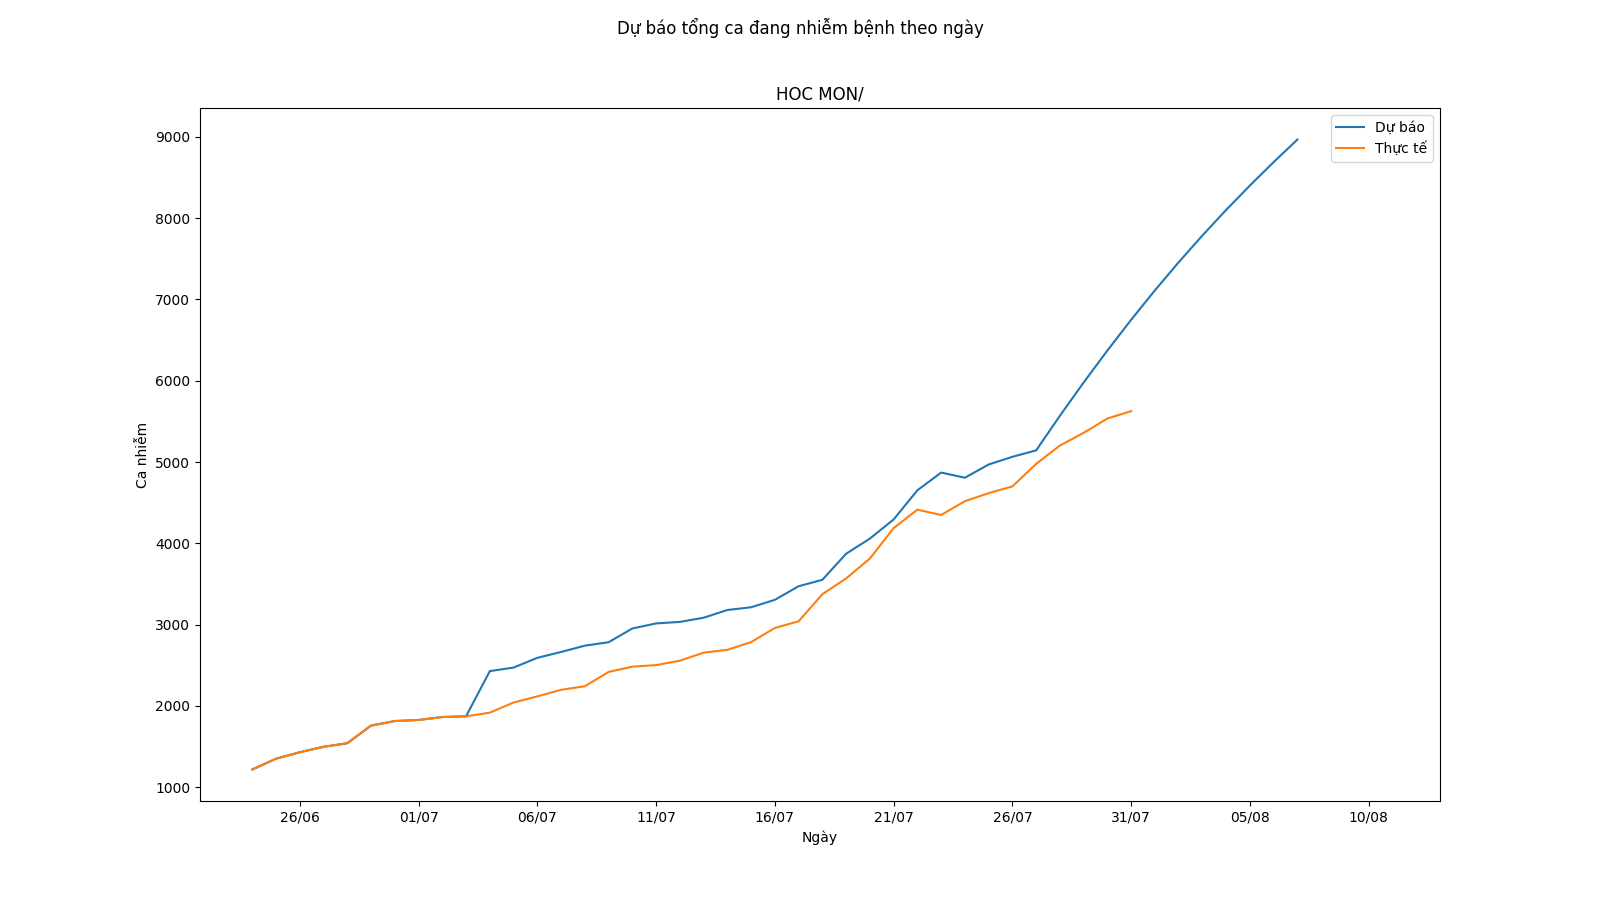 Dự báo tổng ca đang nhiễm bệnh theo ngày
HOC MON/
Dự báo
Thực tế
9000
8000
7000
6000
5000
4000
3000
2000
1000
Ca nhiễm
26/06 01/07 06/07 11/07 16/07 21/07 26/07 31/07 05/08 10/08
Ngày